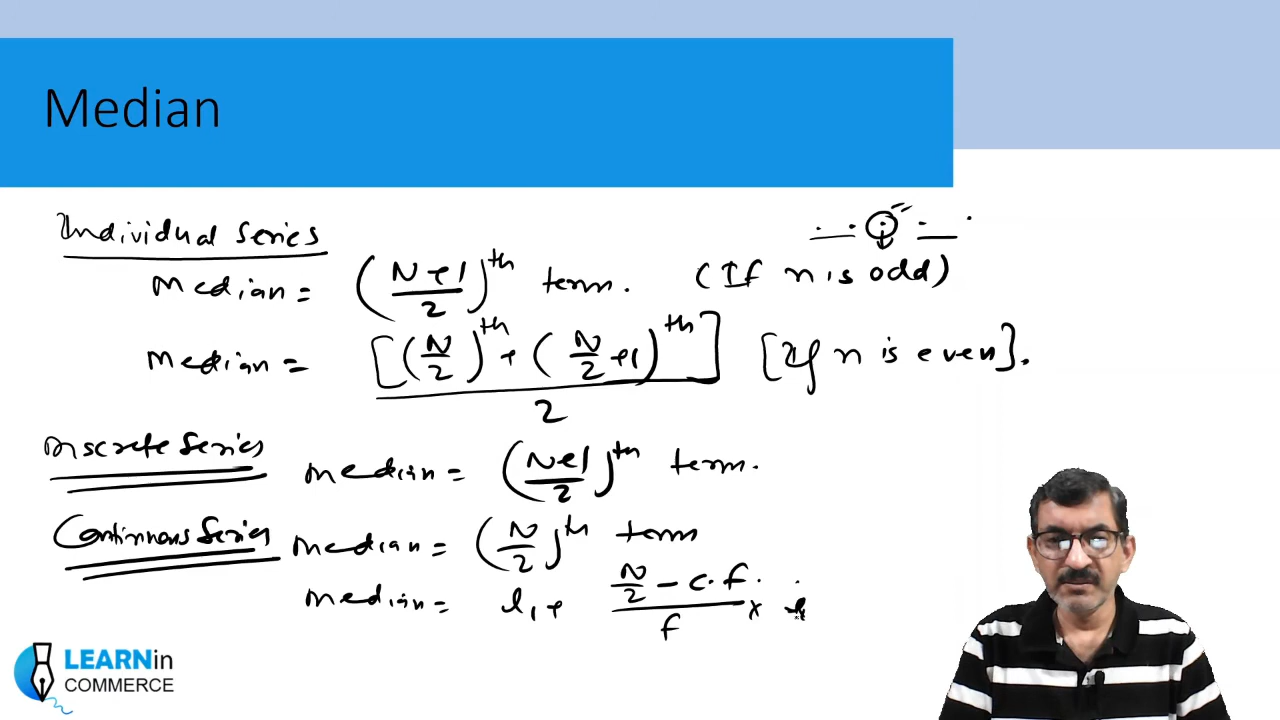 Median
Individual Series
Median = (N+1/2)th term. (If n is odd)
Median = [(N/2)th + (N/2+1)th]/2 [If n is even].
Discrete Series Median = (N+1/2)th term.
Continuous Series Median = (N/2)th term
Median = l1 + N/2 - c.f./f x i
LEARNin
COMMERCE